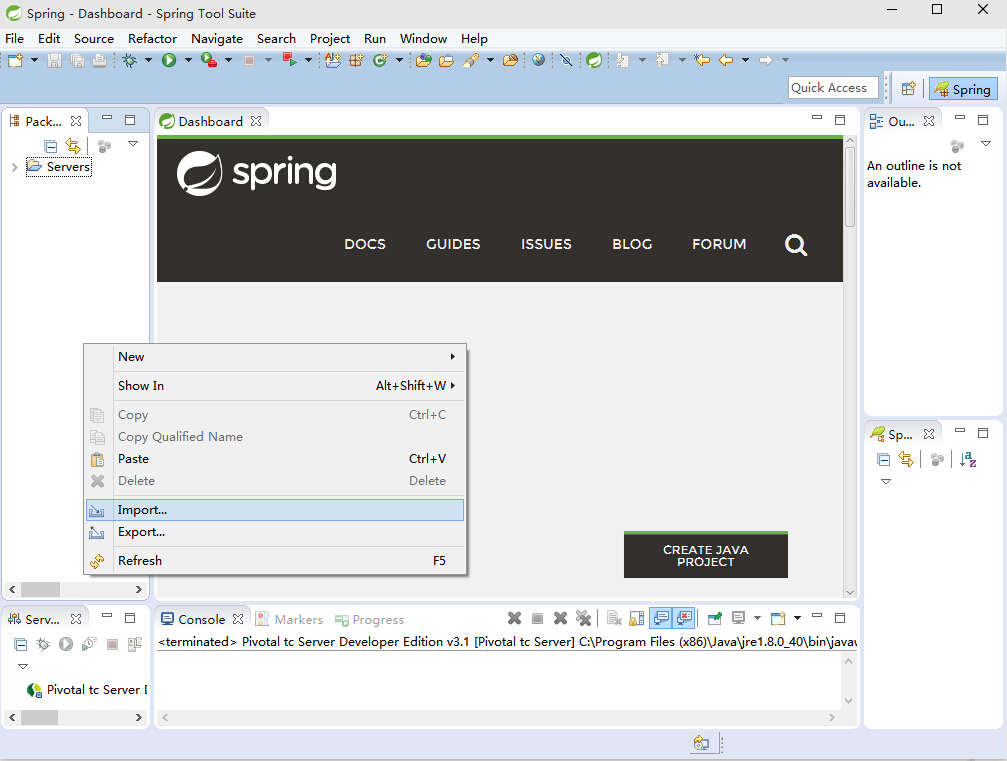 Spring - Dashboard - Spring Tool Suite
File Edit Source Refactor Navigate Search Project Run Window Help
Quick Access
Spring
Pack...
Servers
Dashboard
spring
DOCS GUIDES ISSUES BLOG FORUM
CREATE JAVA
PROJECT
Ou...
An outline is not
available.
New
Show In Alt+Shift+W
Copy Ctrl+C
Copy Qualified Name
Paste Ctrl+V
Delete Delete
Import...
Export...
Refresh F5
Sp...
Serv...
Pivotal tc Server
Console Markers Progress
<terminated> Pivotal tc Server Developer Edition v3.1 [Pivotal tc Server] C:\Program Files (x86)\Java\jre1.8.0_40\bin\javaw